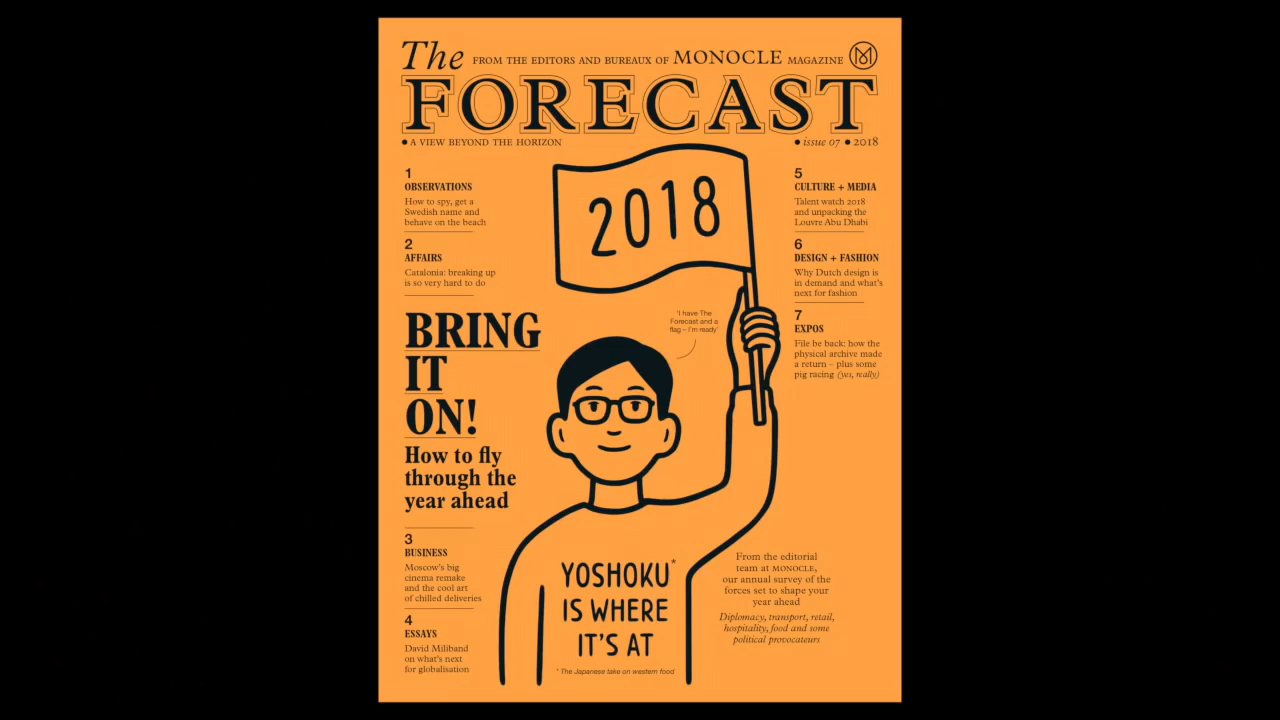 The FROM THE EDITORS AND BUREAUX OF MONOCLE MAGAZINE
FORECAST
• A VIEW BEYOND THE HORIZON
• issue 07 • 2018
1
OBSERVATIONS
How to spy, get a
Swedish name and
behave on the beach
2
AFFAIRS
Catalonia: breaking up
is so very hard to do
BRING
IT
ON!
How to fly
through the
year ahead
3
BUSINESS
Moscow's big
cinema remake
and the cool art
of chilled deliveries
4
ESSAYS
David Miliband
on what's next
for globalisation
2018
'I have The
Forecast and a
flag – I'm ready'
YOSHOKU*
IS WHERE
IT'S AT
* The Japanese take on western food
5
CULTURE + MEDIA
Talent watch 2018
and unpacking the
Louvre Abu Dhabi
6
DESIGN + FASHION
Why Dutch design is
in demand and what's
next for fashion
7
EXPOS
File be back: how the
physical archive made
a return – plus some
pig racing (yes, really)
From the editorial
team at MONOCLE,
our annual survey of the
forces set to shape your
year ahead
Diplomacy, transport, retail,
hospitality, food and some
political provocateurs